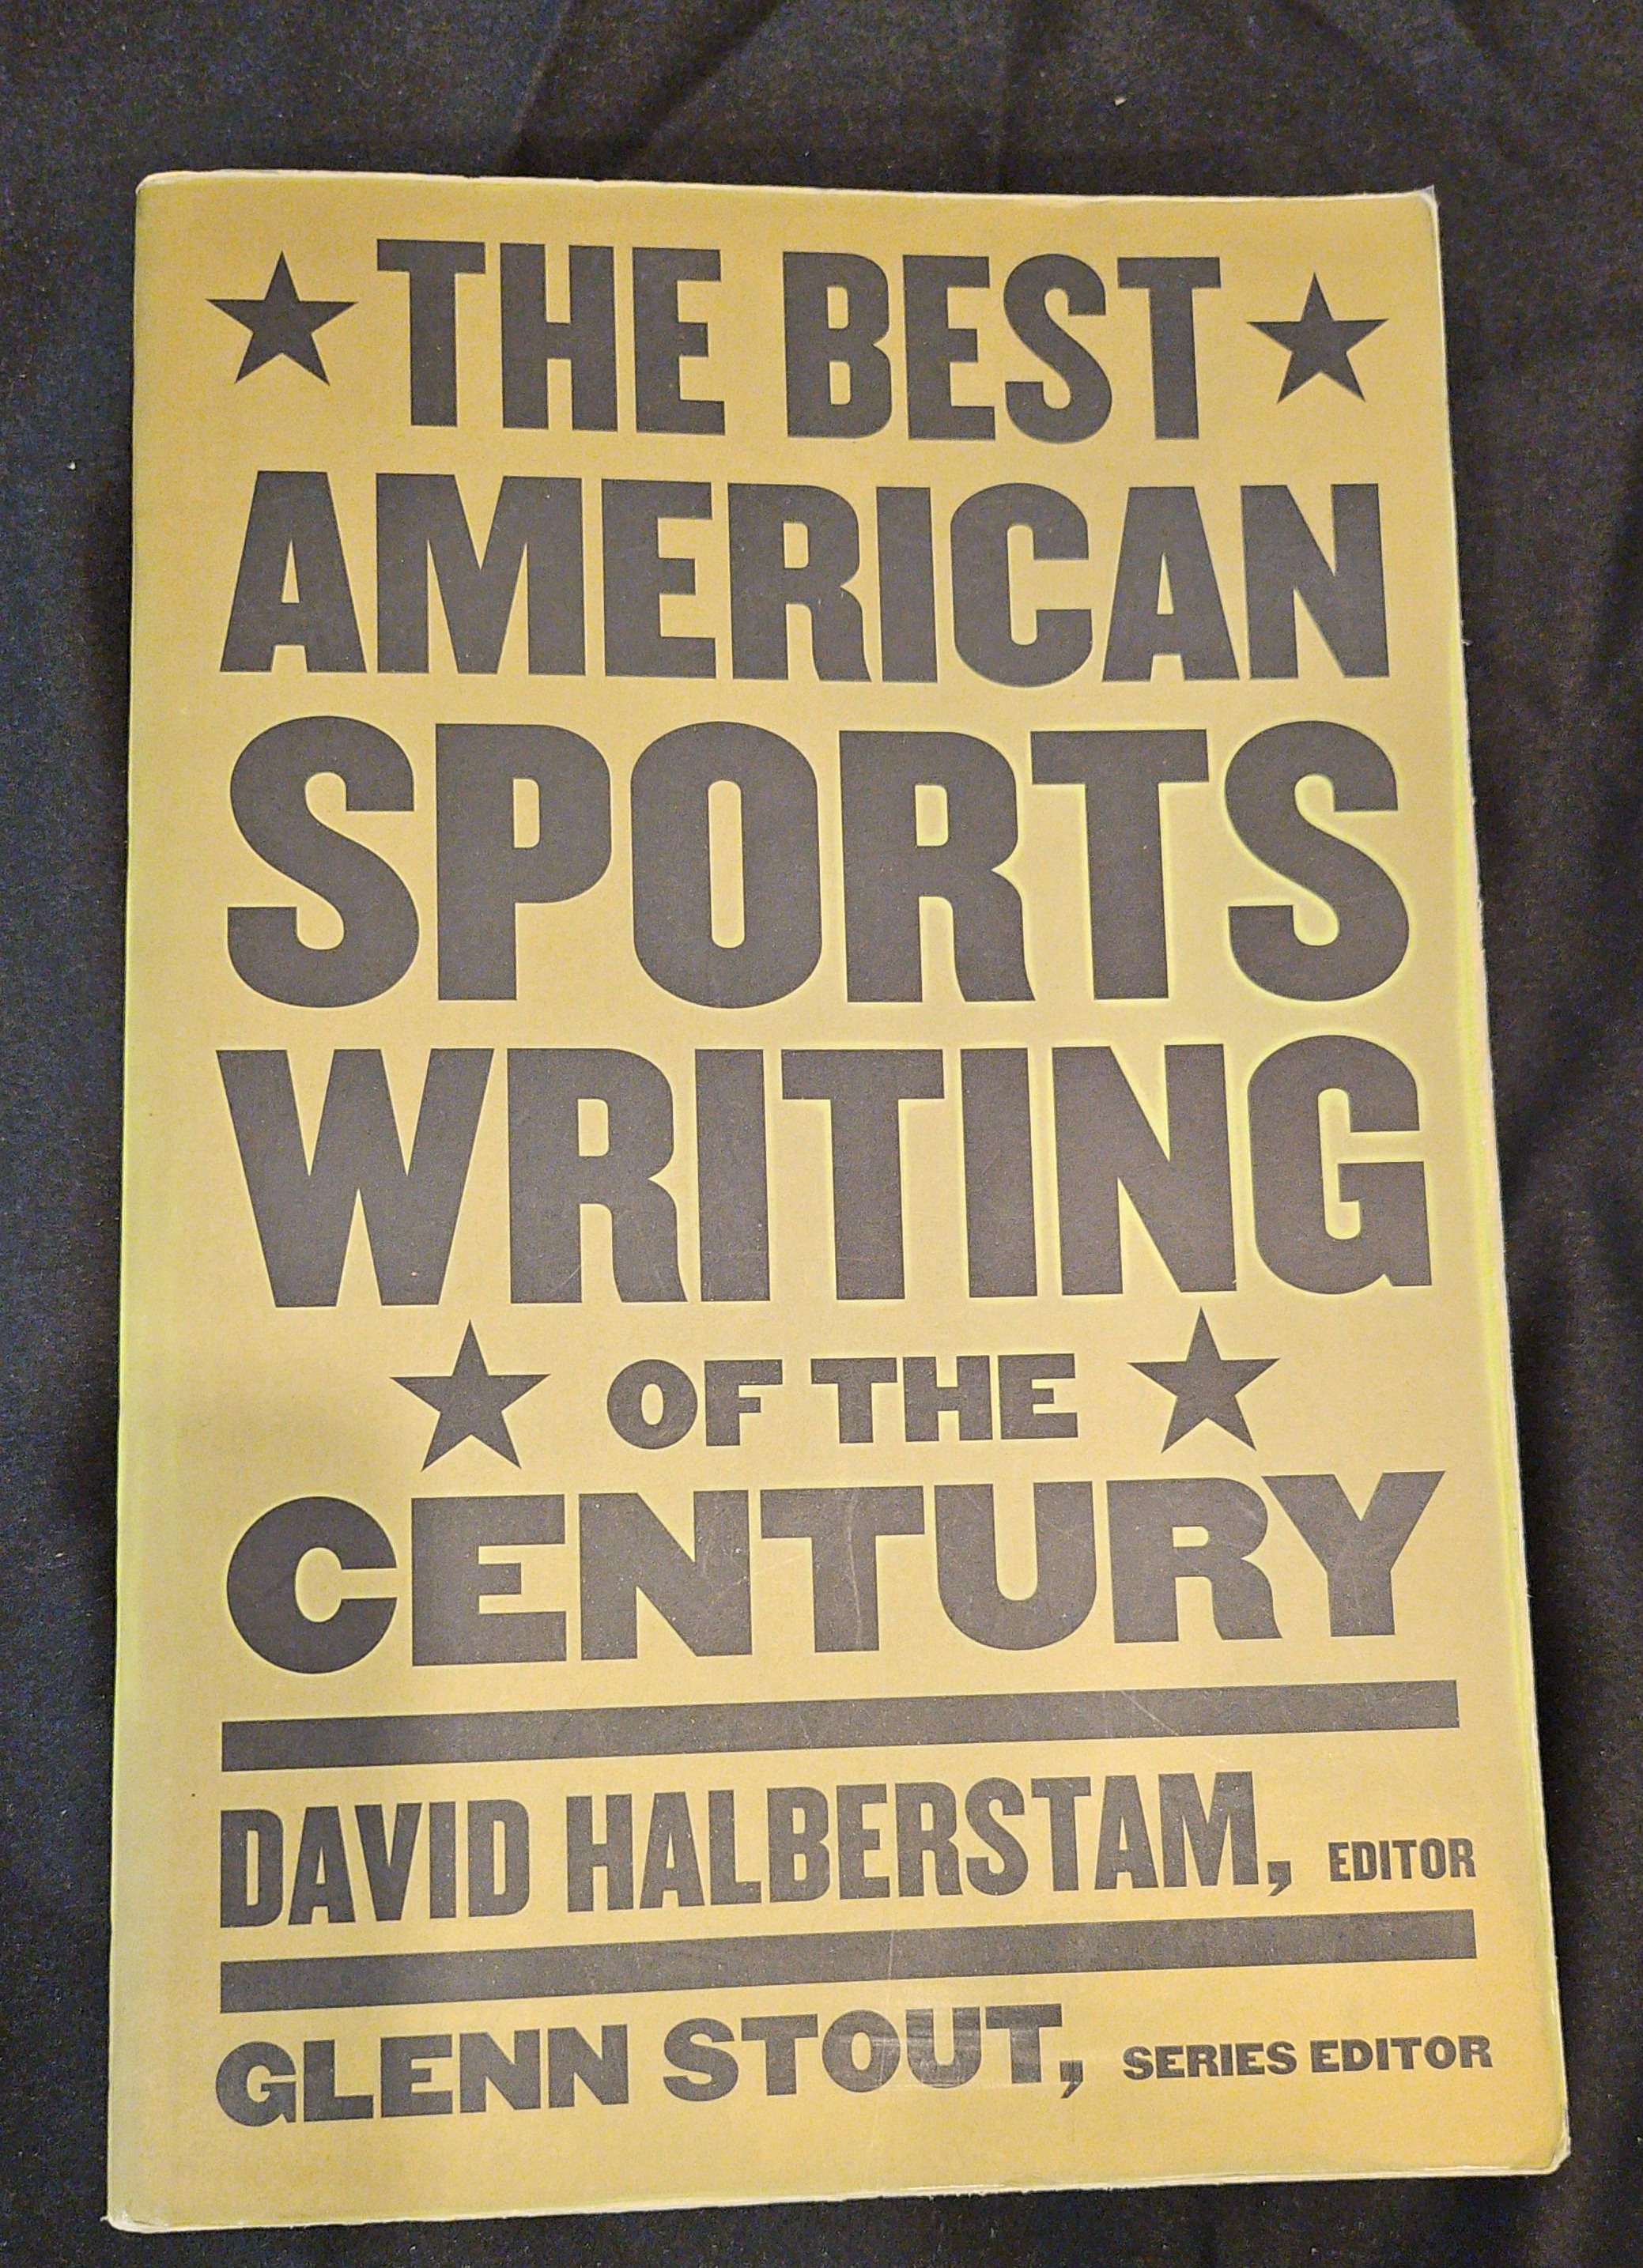 THE BEST
AMERICAN
SPORTS
WRITING
OF THE
CENTURY
DAVID HALBERSTAM, EDITOR
GLENN STOUT, SERIES EDITOR